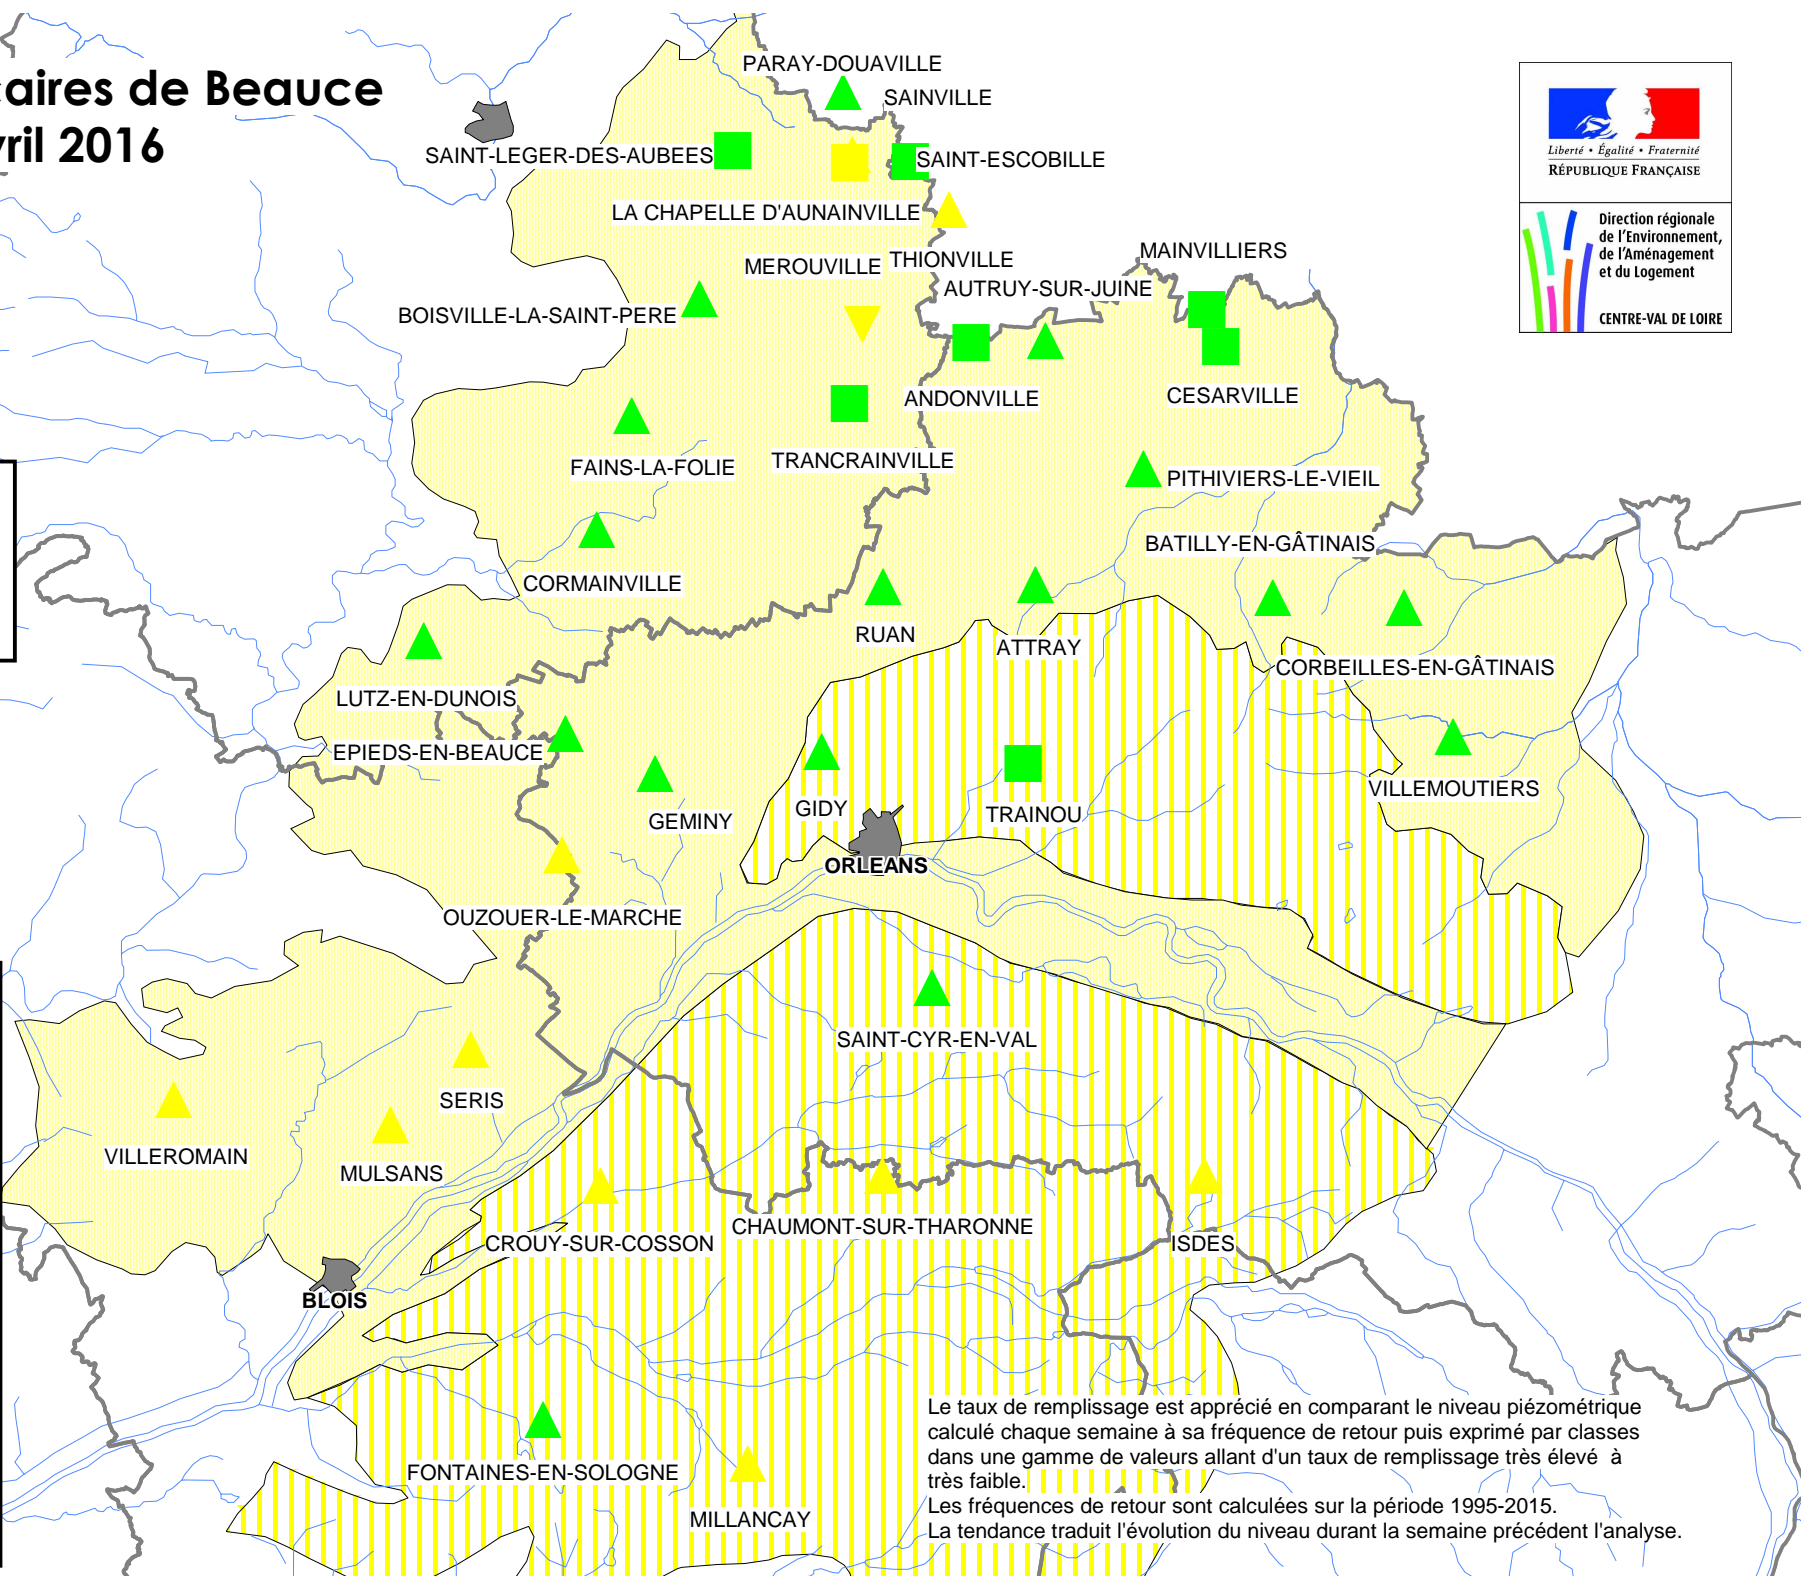 caires de Beauce
vril 2016
PARAY-DOUAVILLE
SAINVILLE
SAINT-LEGER-DES-AUBEES
SAINT-ESCOBILLE
LA CHAPELLE D'AUNAINVILLE
MEROUVILLE
THIONVILLE
MAINVILLIERS
AUTRUY-SUR-JUINE
BOISVILLE-LA-SAINT-PERE
ANDONVILLE
CESARVILLE
FAINS-LA-FOLIE
TRANCRAINVILLE
PITHIVIERS-LE-VIEIL
BATILLY-EN-GÂTINAIS
CORMAINVILLE
RUAN
ATTRAY
CORBEILLES-EN-GÂTINAIS
LUTZ-EN-DUNOIS
EPIEDS-EN-BEAUCE
VILLEMOUTIERS
GEMINY
GIDY
TRAINOU
ORLEANS
OUZOUER-LE-MARCHE
SAINT-CYR-EN-VAL
SERIS
VILLEROMAIN
MULSANS
CROUY-SUR-COSSON
CHAUMONT-SUR-THARONNE
ISDES
BLOIS
FONTAINES-EN-SOLOGNE
MILLANCAY
Liberté • Égalité • Fraternité
RÉPUBLIQUE FRANÇAISE
Direction régionale
de l'Environnement,
de l'Aménagement
et du Logement
CENTRE-VAL DE LOIRE
Le taux de remplissage est apprécié en comparant le niveau piézométrique
calculé chaque semaine à sa fréquence de retour puis exprimé par classes
dans une gamme de valeurs allant d'un taux de remplissage très élevé à
très faible.
Les fréquences de retour sont calculées sur la période 1995-2015.
La tendance traduit l'évolution du niveau durant la semaine précédent l'analyse.